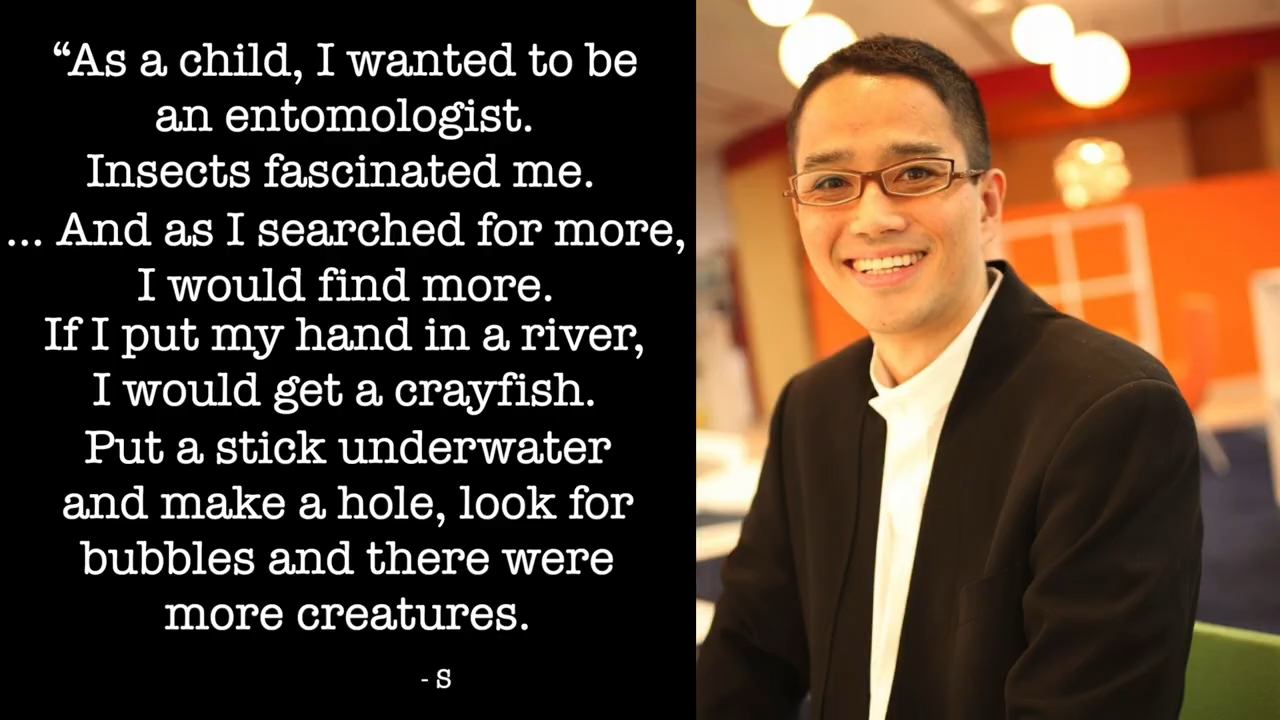 “As a child, I wanted to be
an entomologist.
Insects fascinated me.
... And as I searched for more,
I would find more.
If I put my hand in a river,
I would get a crayfish.
Put a stick underwater
and make a hole, look for
bubbles and there were
more creatures.
- S